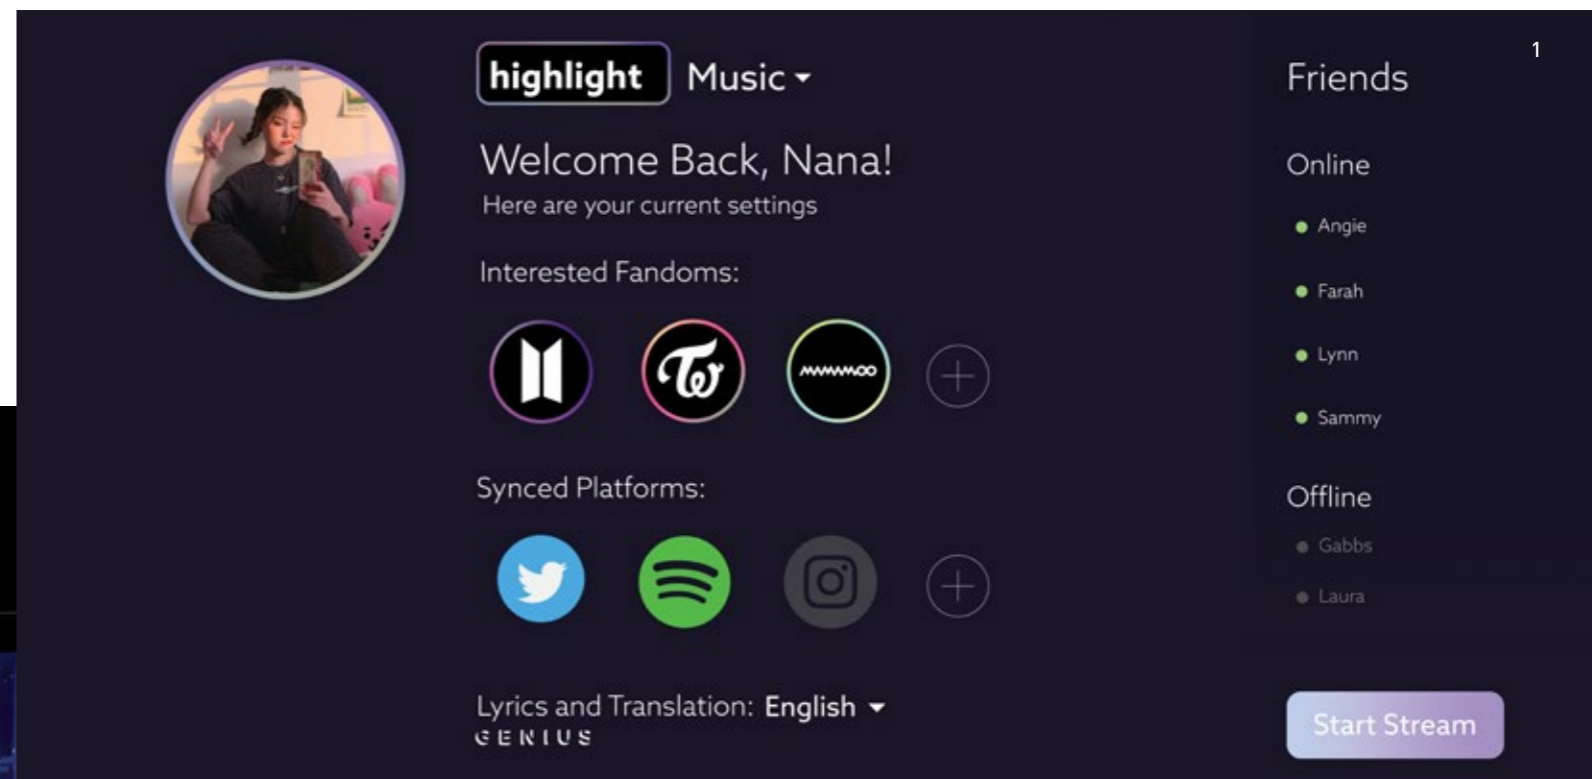 1
highlight Music
Friends
Welcome Back, Nana!
Here are your current settings
Interested Fandoms:
Tw
MAMAMOO
Synced Platforms:
Lyrics and Translation: English
GENIUS
Online
Angie
Farah
Lynn
Sammy
Offline
Gabbs
Laura
Start Stream